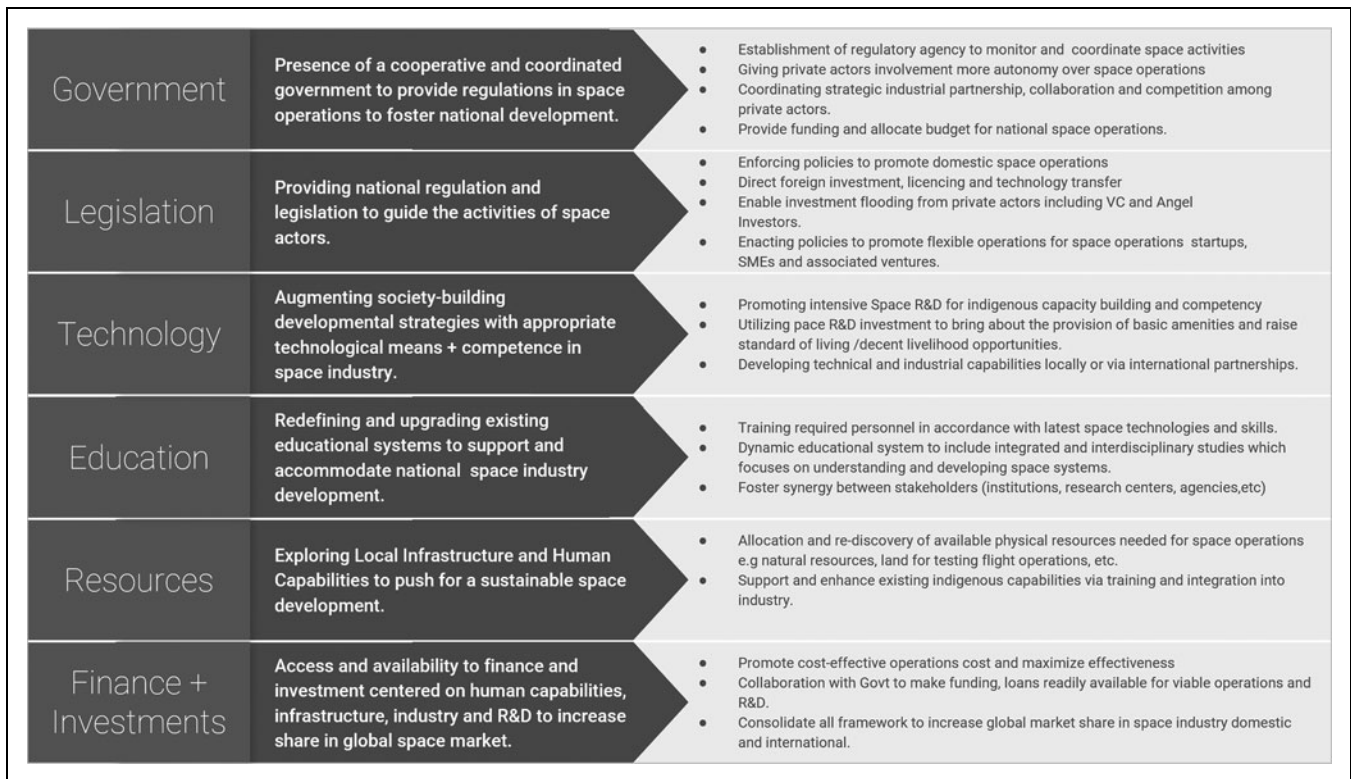 Government
Presence of a cooperative and coordinated
government to provide regulations in space
operations to foster national development.
● Establishment of regulatory agency to monitor and coordinate space activities
● Giving private actors involvement more autonomy over space operations
● Coordinating strategic industrial partnership, collaboration and competition among
private actors.
● Provide funding and allocate budget for national space operations.
Legislation
Providing national regulation and
legislation to guide the activities of space
actors.
● Enforcing policies to promote domestic space operations
● Direct foreign investment, licencing and technology transfer
● Enable investment flooding from private actors including VC and Angel
Investors.
● Enacting policies to promote flexible operations for space operations startups,
SMEs and associated ventures.
Technology
Augmenting society-building
developmental strategies with appropriate
technological means + competence in
space industry.
● Promoting intensive Space R&D for indigenous capacity building and competency
● Utilizing pace R&D investment to bring about the provision of basic amenities and raise
standard of living /decent livelihood opportunities.
● Developing technical and industrial capabilities locally or via international partnerships.
Education
Redefining and upgrading existing
educational systems to support and
accommodate national space industry
development.
● Training required personnel in accordance with latest space technologies and skills.
● Dynamic educational system to include integrated and interdisciplinary studies which
focuses on understanding and developing space systems.
● Foster synergy between stakeholders (institutions, research centers, agencies,etc)
Resources
Exploring Local Infrastructure and Human
Capabilities to push for a sustainable space
development.
● Allocation and re-discovery of available physical resources needed for space operations
e.g natural resources, land for testing flight operations, etc.
● Support and enhance existing indigenous capabilities via training and integration into
industry.
Finance +
Investments
Access and availability to finance and
investment centered on human capabilities,
infrastructure, industry and R&D to increase
share in global space market.
● Promote cost-effective operations cost and maximize effectiveness
● Collaboration with Govt to make funding, loans readily available for viable operations and
R&D.
● Consolidate all framework to increase global market share in space industry domestic
and international.